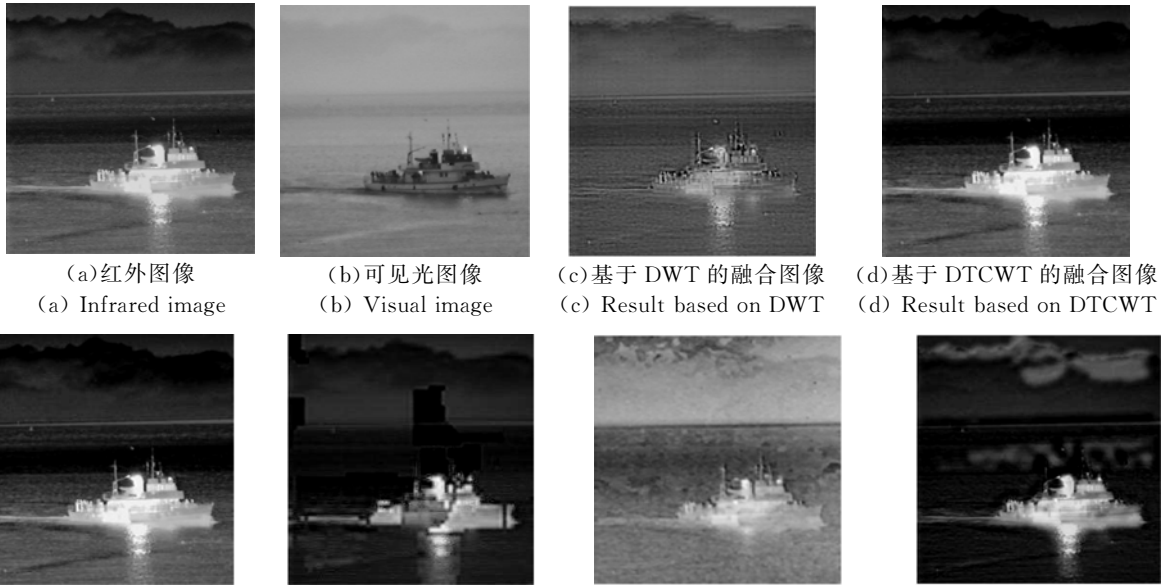 (a)红外图像
(b)可见光图像
(c)基于 DWT 的融合图像
(d)基于 DTCWT 的融合图像
(a) Infrared image
(b) Visual image
(c) Result based on DWT
(d) Result based on DTCWT